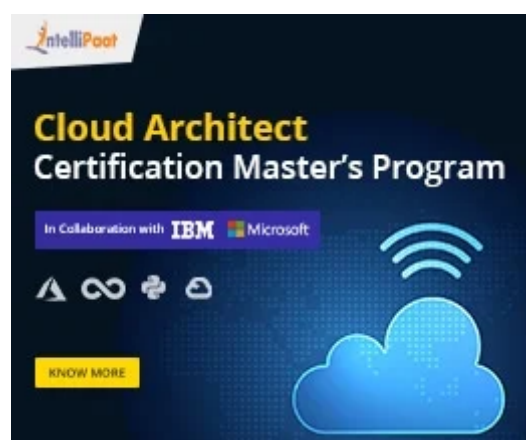 IntelliPaat
Cloud Architect
Certification Master's Program
In Collaboration with IBM Microsoft
KNOW MORE